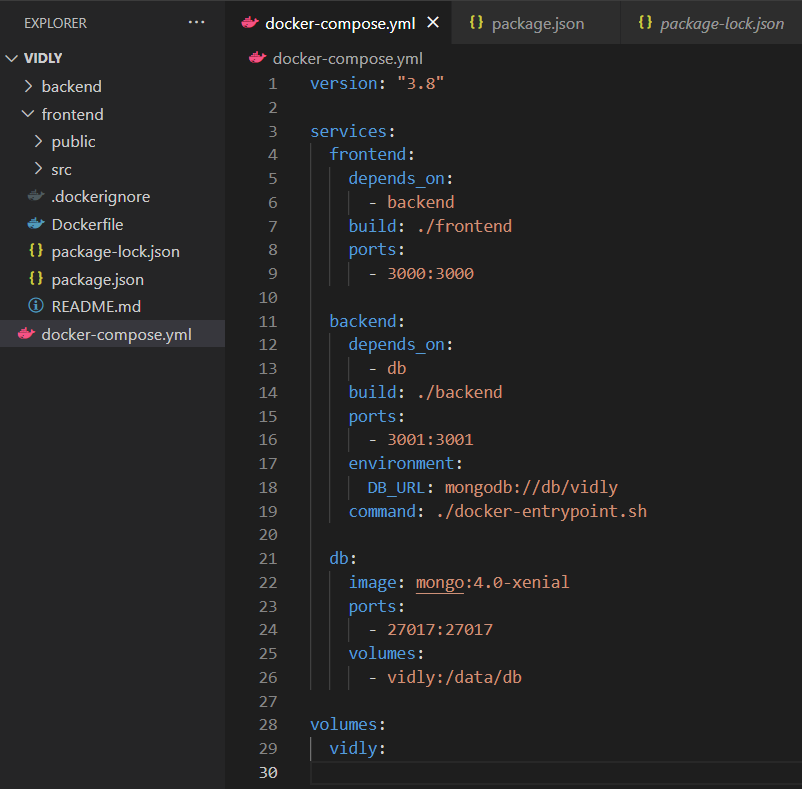 EXPLORER ...
VIDLY
backend
frontend
public
src
.dockerignore
Dockerfile
package-lock.json
package.json
README.md
docker-compose.yml
docker-compose.yml
package.json
package-lock.json
docker-compose.yml
1 version: "3.8"
2
3 services:
4   frontend:
5     depends_on:
6       - backend
7     build: ./frontend
8     ports:
9       - 3000:3000
10
11   backend:
12     depends_on:
13       - db
14     build: ./backend
15     ports:
16       - 3001:3001
17     environment:
18       DB_URL: mongodb://db/vidly
19     command: ./docker-entrypoint.sh
20
21   db:
22     image: mongo:4.0-xenial
23     ports:
24       - 27017:27017
25     volumes:
26       - vidly:/data/db
27
28 volumes:
29   vidly:
30